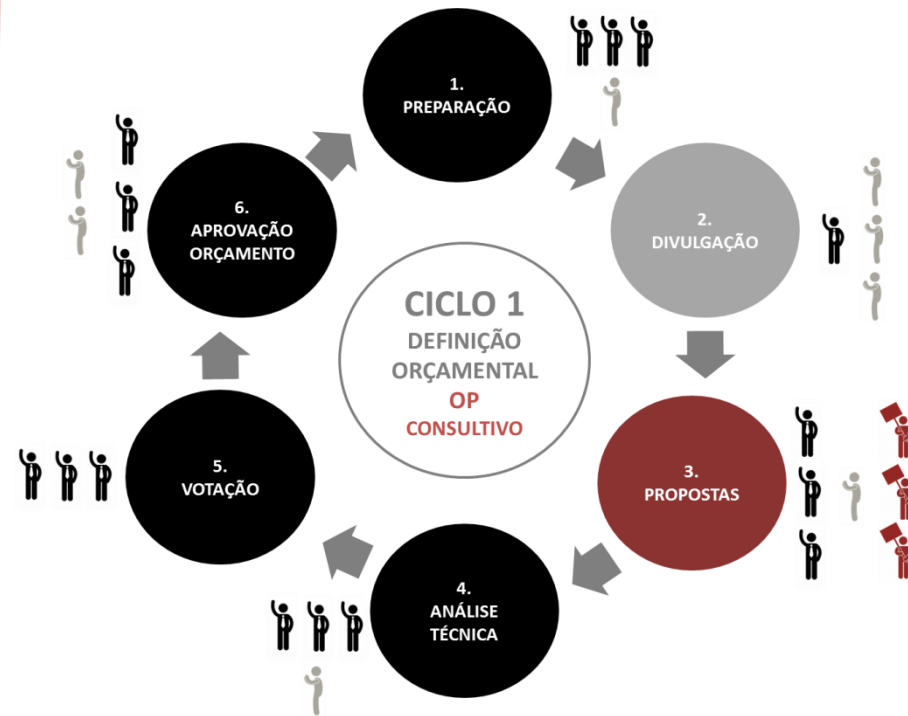 1.
PREPARAÇÃO
2.
DIVULGAÇÃO
3.
PROPOSTAS
4.
ANÁLISE
TÉCNICA
5.
VOTAÇÃO
6.
APROVAÇÃO
ORÇAMENTO
CICLO 1
DEFINIÇÃO
ORÇAMENTAL
OP
CONSULTIVO